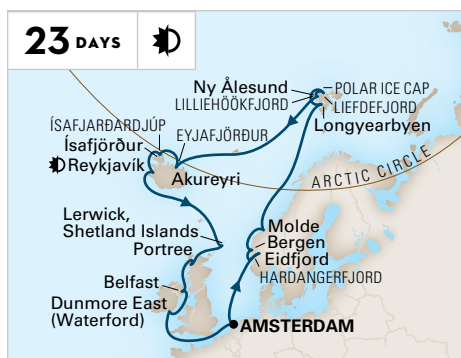 23 DAYS
Ny Ålesund
LILLIEHÖÖKFJORD
POLAR ICE CAP
LIEFDEFJORD
Longyearbyen
ÍSAFJARÐARDJÚP
EYJAFJÖRÐUR
Ísafjörður
Reykjavík
Akureyri
ARCTIC CIRCLE
Lerwick,
Shetland Islands
Portree
Molde
Bergen
Eidfjord
HARDANGERFJORD
Belfast
Dunmore East
(Waterford)
AMSTERDAM